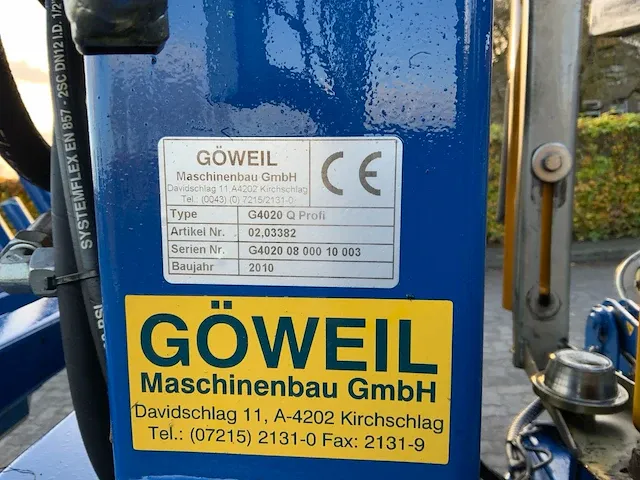 SYSTEMFLEX EN 857 - 2SC DN12 I.D. 1/2"
GÖWEIL
Maschinenbau GmbH
Davidschlag 11, A4202 Kirchschlag
Tel.: (0043) (0) 7215/2131-0
CE
Type G4020 Q Profi
Artikel Nr. 02,03382
Serien Nr. G4020 08 000 10 003
Baujahr 2010
GÖWEIL
Maschinenbau GmbH
Davidschlag 11, A-4202 Kirchschlag
Tel.: (07215) 2131-0 Fax: 2131-9